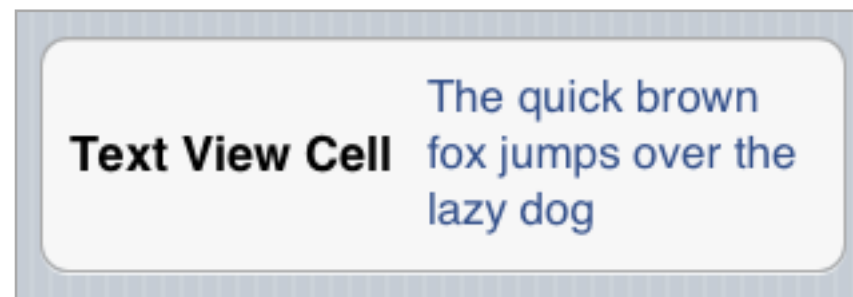 Text View Cell
The quick brown
fox jumps over the
lazy dog